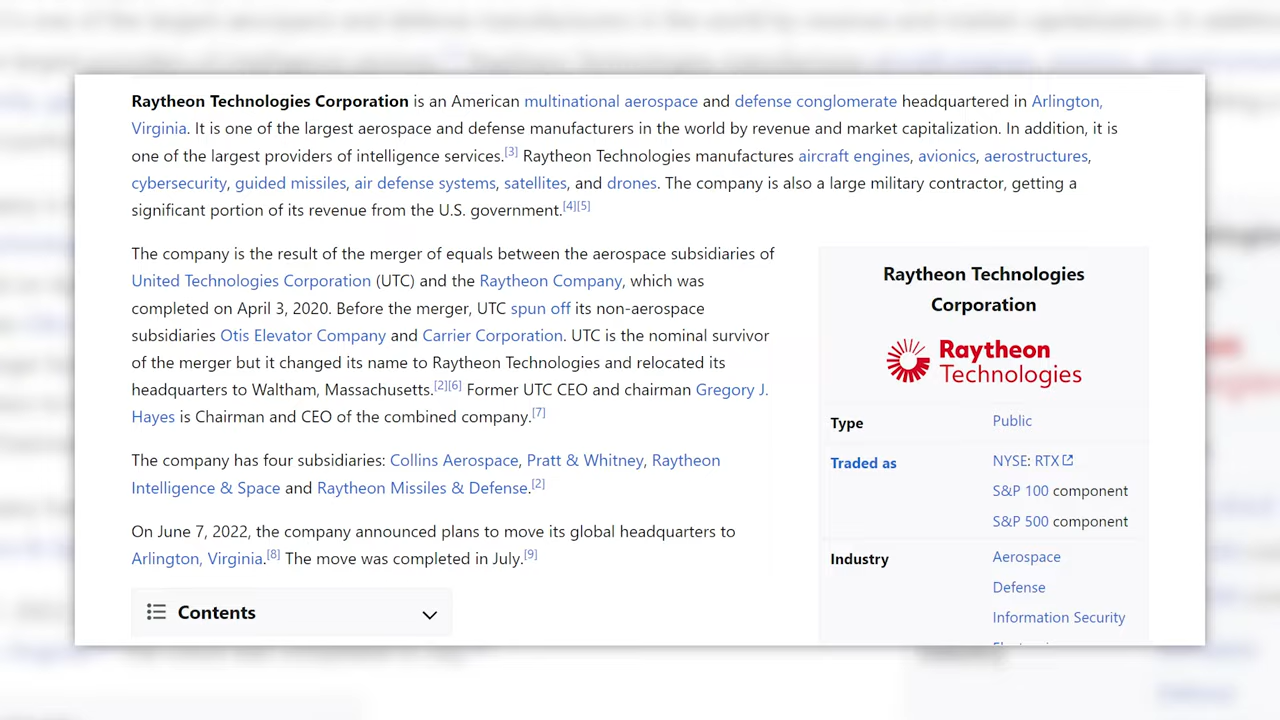 Raytheon Technologies Corporation is an American multinational aerospace and defense conglomerate headquartered in Arlington,
Virginia. It is one of the largest aerospace and defense manufacturers in the world by revenue and market capitalization. In addition, it is
one of the largest providers of intelligence services.[3] Raytheon Technologies manufactures aircraft engines, avionics, aerostructures,
cybersecurity, guided missiles, air defense systems, satellites, and drones. The company is also a large military contractor, getting a
significant portion of its revenue from the U.S. government.[4][5]
The company is the result of the merger of equals between the aerospace subsidiaries of
United Technologies Corporation (UTC) and the Raytheon Company, which was
completed on April 3, 2020. Before the merger, UTC spun off its non-aerospace
subsidiaries Otis Elevator Company and Carrier Corporation. UTC is the nominal survivor
of the merger but it changed its name to Raytheon Technologies and relocated its
headquarters to Waltham, Massachusetts.[2][6] Former UTC CEO and chairman Gregory J.
Hayes is Chairman and CEO of the combined company.[7]
The company has four subsidiaries: Collins Aerospace, Pratt & Whitney, Raytheon
Intelligence & Space and Raytheon Missiles & Defense.[2]
On June 7, 2022, the company announced plans to move its global headquarters to
Arlington, Virginia.[8] The move was completed in July.[9]
Contents
Raytheon Technologies
Corporation
Raytheon
Technologies
Type Public
Traded as NYSE: RTX
S&P 100 component
S&P 500 component
Industry Aerospace
Defense
Information Security